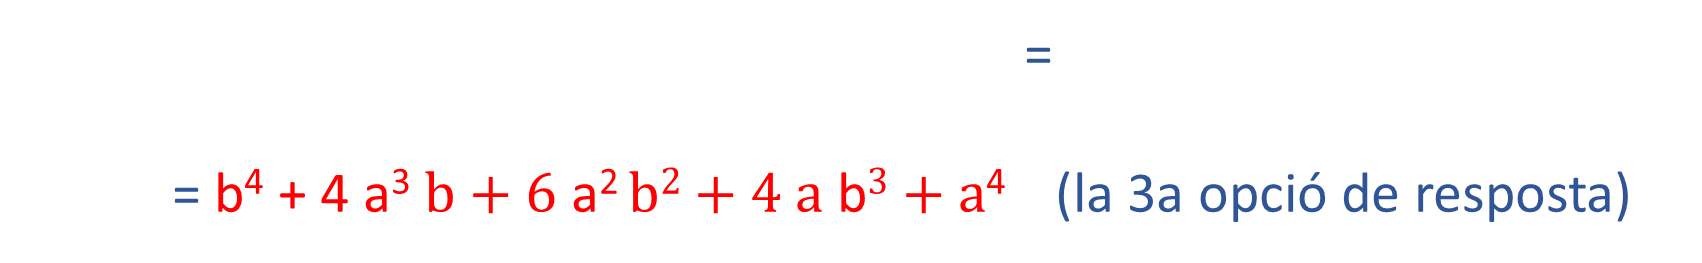 =
= b⁴ + 4 a³ b + 6 a² b² + 4 a b³ + a⁴ (la 3a opció de resposta)